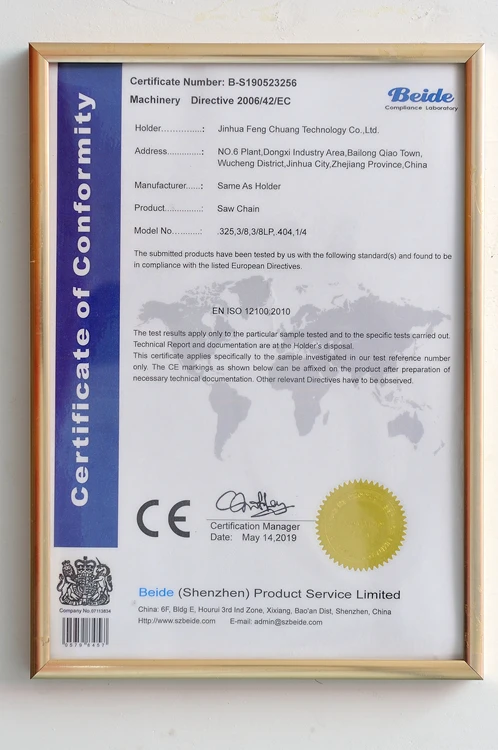 Certificate of Conformity
Certificate Number: B-S190523256
Machinery Directive 2006/42/EC
Beide
Compliance Laboratory
Holder..............: Jinhua Feng Chuang Technology Co.,Ltd.
Address............: NO.6 Plant,Dongxi Industry Area,Bailong Qiao Town,
Wucheng District,Jinhua City,Zhejiang Province,China
Manufacturer......: Same As Holder
Product............: Saw Chain
Model No..........: .325,3/8,3/8LP,.404,1/4
The submitted products have been tested by us with the following standard(s) and found to be
in compliance with the listed European Directives.
EN ISO 12100:2010
The test results apply only to the particular sample tested and to the specific tests carried out.
Technical Report and documentation are at the Holder's disposal.
This certificate applies specifically to the sample investigated in our test reference number
only. The CE markings as shown below can be affixed on the product after preparation of
necessary technical documentation. Other relevant Directives have to be observed.
CE
Certification Manager
Date: May 14,2019
Company No.07113834
Beide (Shenzhen) Product Service Limited
China: 6F, Bldg E, Hourui 3rd Ind Zone, Xixiang, Bao'an Dist, Shenzhen, China
Http://www.szbeide.com E-mail: admin@szbeide.com